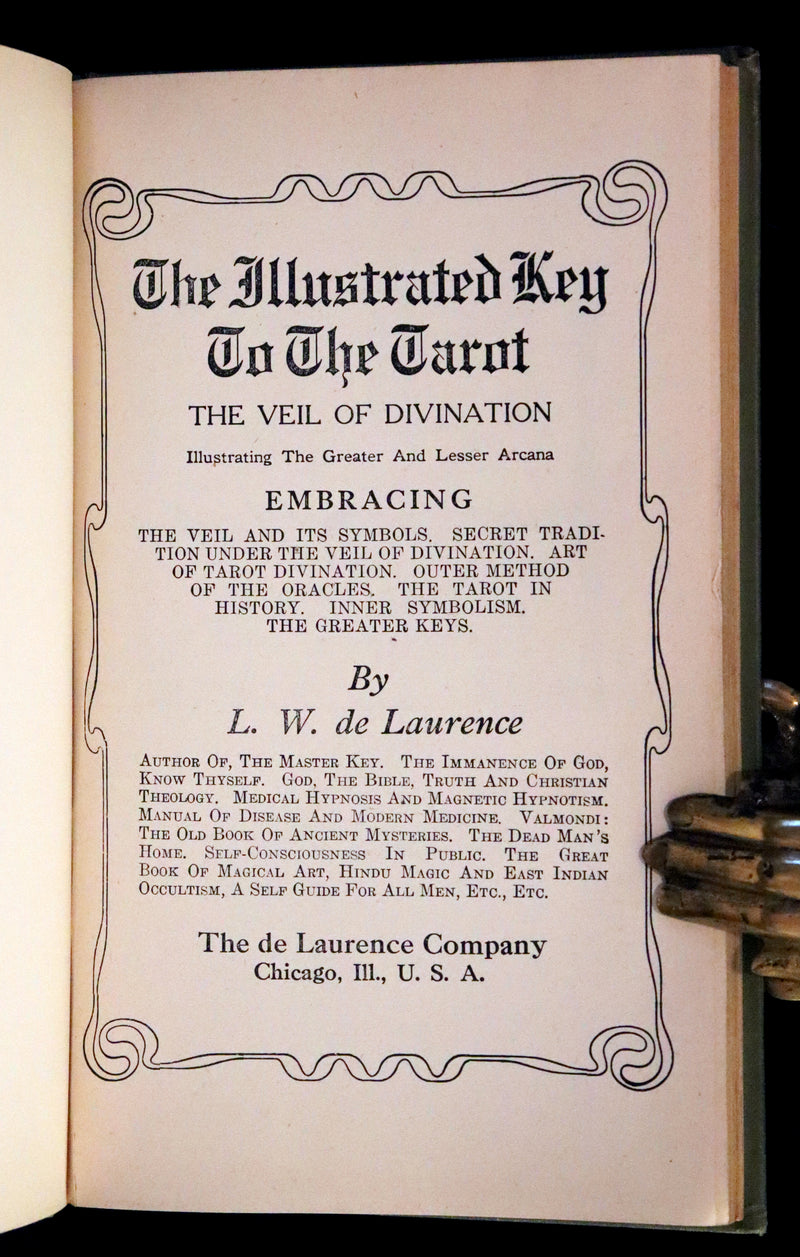 The Illustrated Key
To The Tarot
THE VEIL OF DIVINATION
Illustrating The Greater And Lesser Arcana
EMBRACING
THE VEIL AND ITS SYMBOLS. SECRET TRADI-
TION UNDER THE VEIL OF DIVINATION. ART
OF TAROT DIVINATION. OUTER METHOD
OF THE ORACLES. THE TAROT IN
HISTORY. INNER SYMBOLISM.
THE GREATER KEYS.
By
L. W. de Laurence
AUTHOR OF, THE MASTER KEY. THE IMMANENCE OF GOD,
KNOW THYSELF. GOD, THE BIBLE, TRUTH AND CHRISTIAN
THEOLOGY. MEDICAL HYPNOSIS AND MAGNETIC HYPNOTISM.
MANUAL OF DISEASE AND MODERN MEDICINE. VALMONDI:
THE OLD BOOK OF ANCIENT MYSTERIES. THE DEAD MAN'S
HOME. SELF-CONSCIOUSNESS IN PUBLIC. THE GREAT
BOOK OF MAGICAL ART, HINDU MAGIC AND EAST INDIAN
OCCULTISM, A SELF GUIDE FOR ALL MEN, ETC., ETC.
The de Laurence Company
Chicago, Ill., U. S. A.